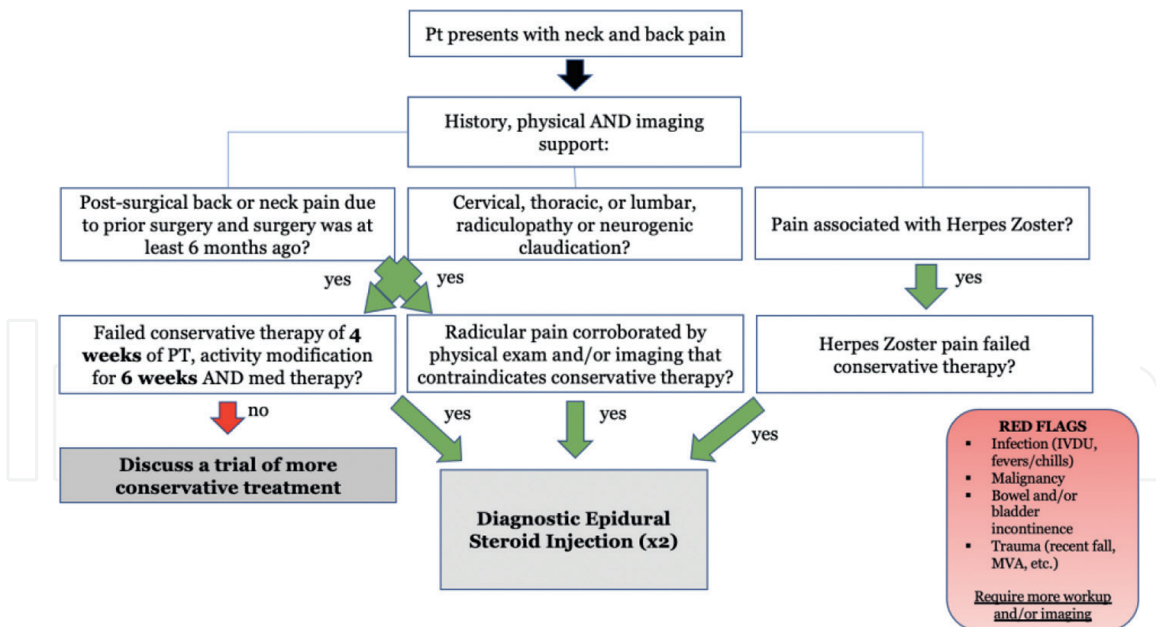 Pt presents with neck and back pain
History, physical AND imaging
support:
Post-surgical back or neck pain due
to prior surgery and surgery was at
least 6 months ago?
Cervical, thoracic, or lumbar,
radiculopathy or neurogenic
claudication?
Pain associated with Herpes Zoster?
yes
yes
yes
Failed conservative therapy of 4
weeks of PT, activity modification
for 6 weeks AND med therapy?
Radicular pain corroborated by
physical exam and/or imaging that
contraindicates conservative therapy?
Herpes Zoster pain failed
conservative therapy?
no
yes
yes
yes
Discuss a trial of more
conservative treatment
Diagnostic Epidural
Steroid Injection (x2)
RED FLAGS
▪ Infection (IVDU,
fevers/chills)
▪ Malignancy
▪ Bowel and/or
bladder
incontinence
▪ Trauma (recent fall,
MVA, etc.)
Require more workup
and/or imaging